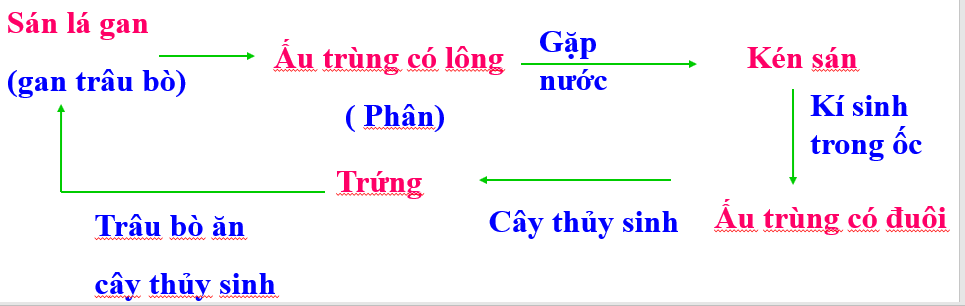 Sán lá gan
(gan trâu bò)
Ấu trùng có lông
( Phân)
Gặp
nước
Kén sán
Kí sinh
trong ốc
Ấu trùng có đuôi
Cây thủy sinh
Trứng
Trâu bò ăn
cây thủy sinh